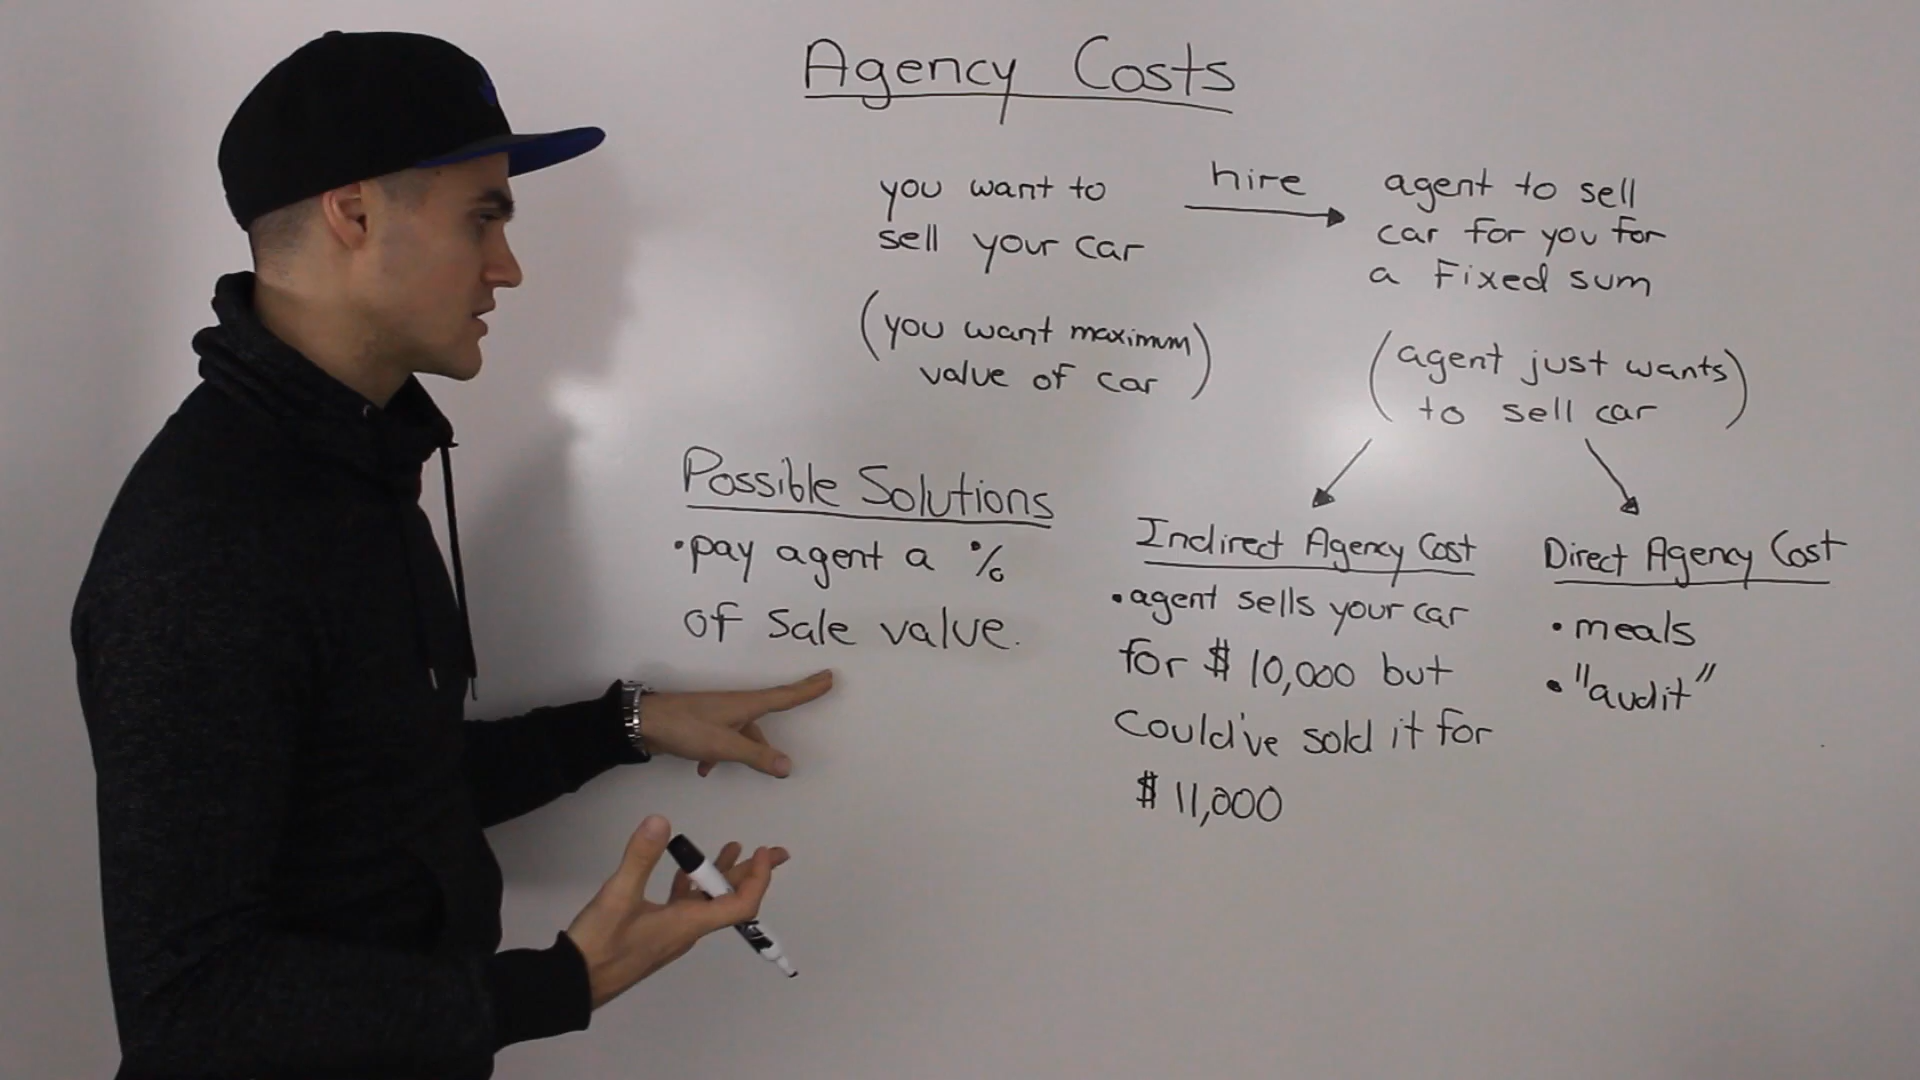 Agency Costs
you want to
sell your car
(you want maximum)
value of car
hire
agent to sell
car for you for
a fixed sum
(agent just wants)
to sell car
Possible Solutions
•pay agent a %
of sale value.
Indirect Agency Cost
•agent sells your car
for $10,000 but
could've sold it for
$11,000
Direct Agency Cost
•meals
•"audit"